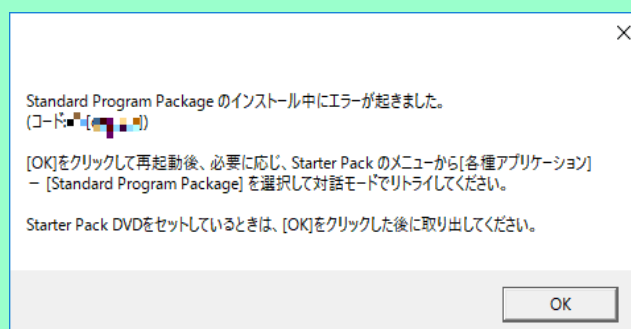 Standard Program Package のインストール中にエラーが起きました。
(コード:[])
[OK]をクリックして再起動後、必要に応じ、Starter Pack のメニューから[各種アプリケーション]
－ [Standard Program Package] を選択して対話モードでリトライしてください。
Starter Pack DVDをセットしているときは、[OK]をクリックした後に取り出してください。
OK